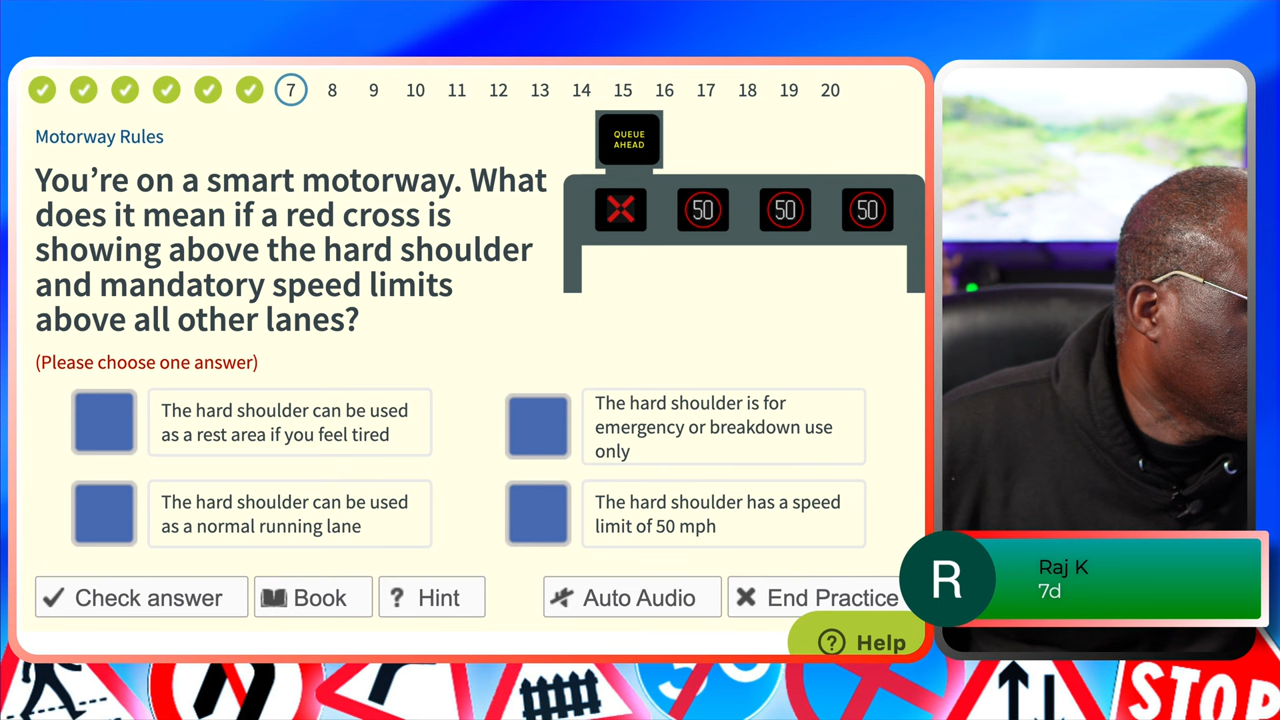 7 8 9 10 11 12 13 14 15 16 17 18 19 20
Motorway Rules
QUEUE
AHEAD
You’re on a smart motorway. What
does it mean if a red cross is
showing above the hard shoulder
and mandatory speed limits
above all other lanes?
50 50 50
(Please choose one answer)
The hard shoulder can be used
as a rest area if you feel tired
The hard shoulder is for
emergency or breakdown use
only
The hard shoulder can be used
as a normal running lane
The hard shoulder has a speed
limit of 50 mph
Check answer
Book
? Hint
Auto Audio
End Practice
? Help
R
Raj K
7d
STOP